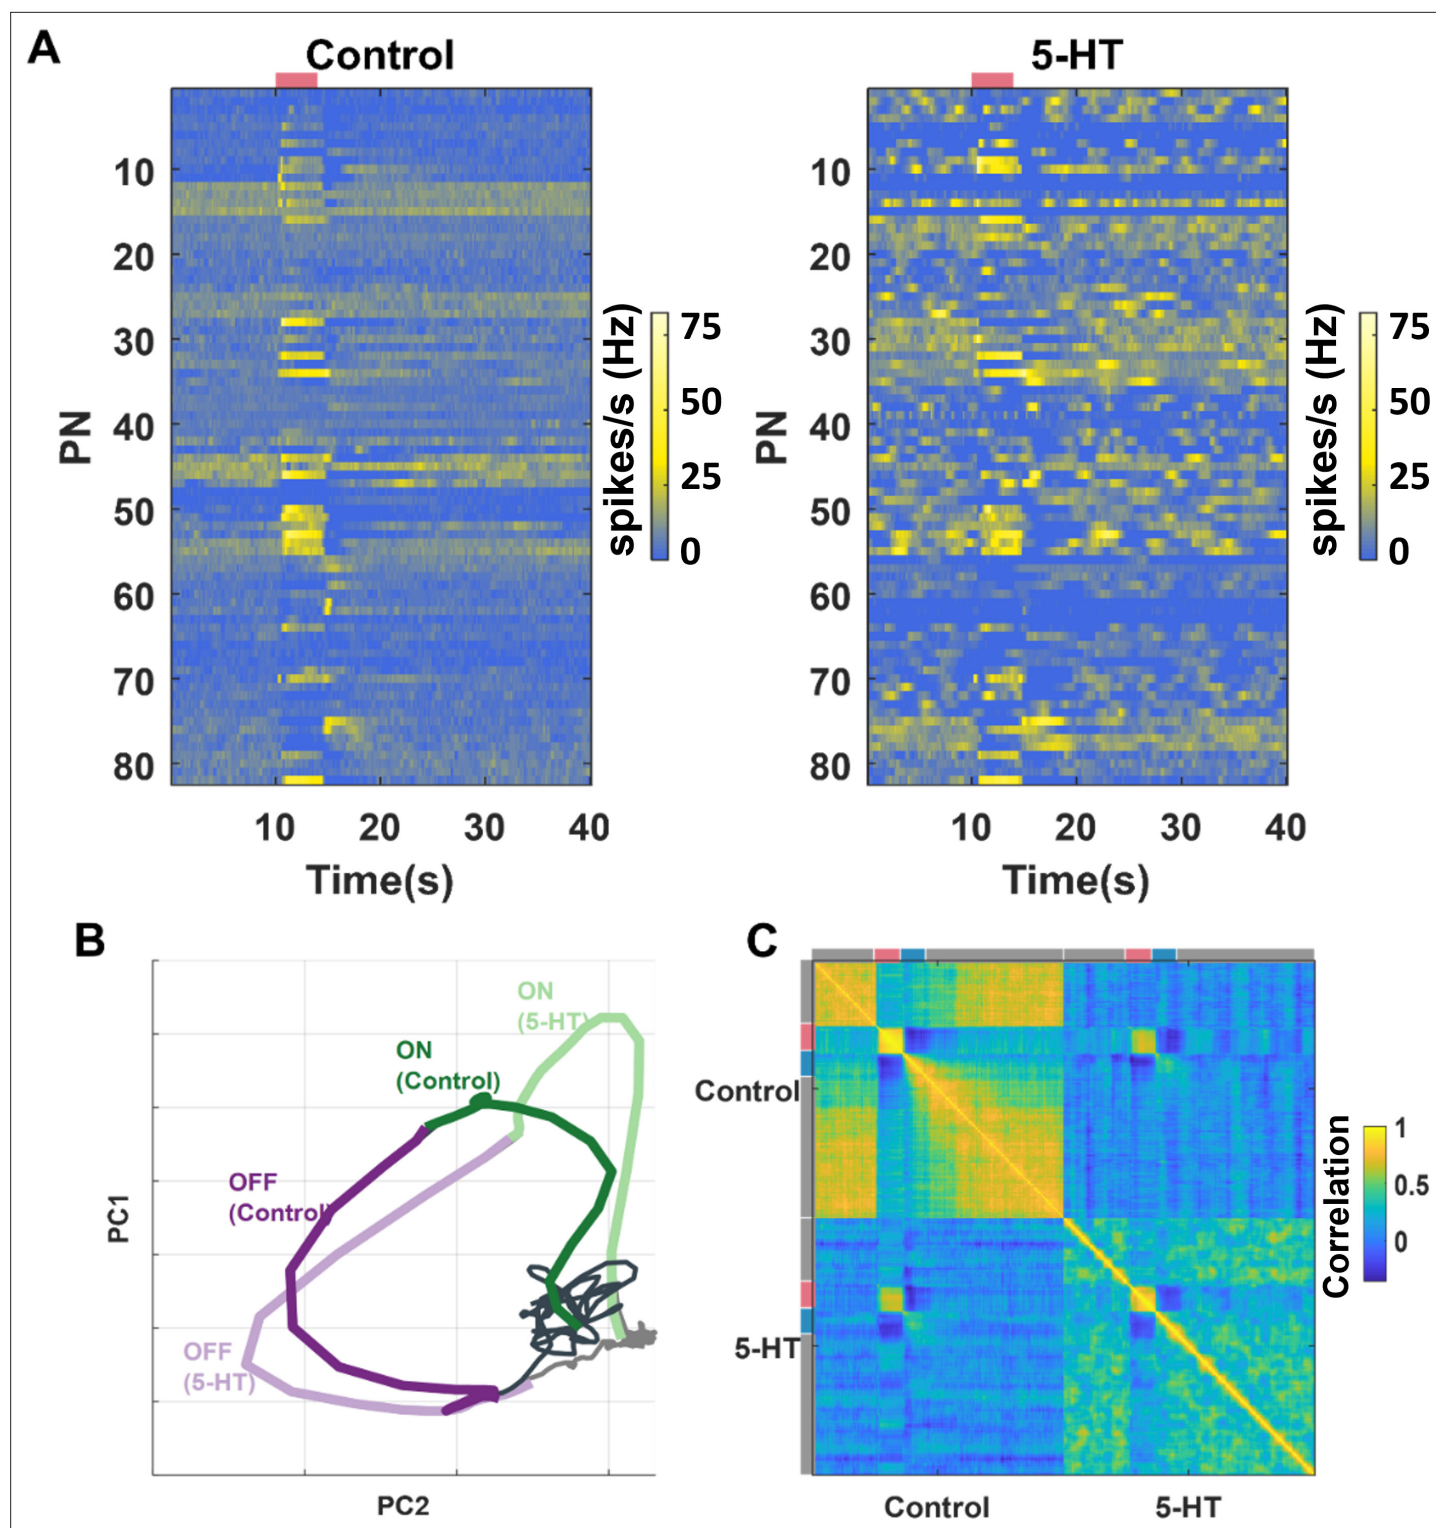 A
Control
5-HT
10
20
30
40
50
60
70
80
PN
10
20
30
40
Time(s)
spikes/s (Hz)
75
50
25
0
10
20
30
40
50
60
70
80
PN
10
20
30
40
Time(s)
spikes/s (Hz)
75
50
25
0
B
ON
(5-HT)
ON
(Control)
OFF
(Control)
OFF
(5-HT)
PC1
PC2
C
Control
5-HT
Control
5-HT
Correlation
1
0.5
0